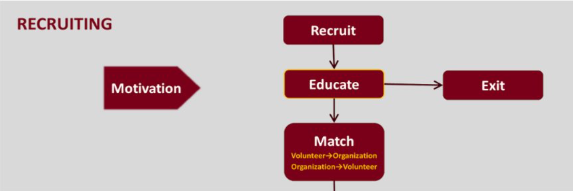 RECRUITING
Recruit
Motivation
Educate
Exit
Match
Volunteer→Organization
Organization→Volunteer